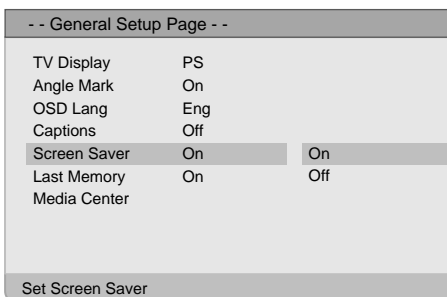 - - General Setup Page - -
TV Display PS
Angle Mark On
OSD Lang Eng
Captions Off
Screen Saver On On
Last Memory On Off
Media Center
Set Screen Saver